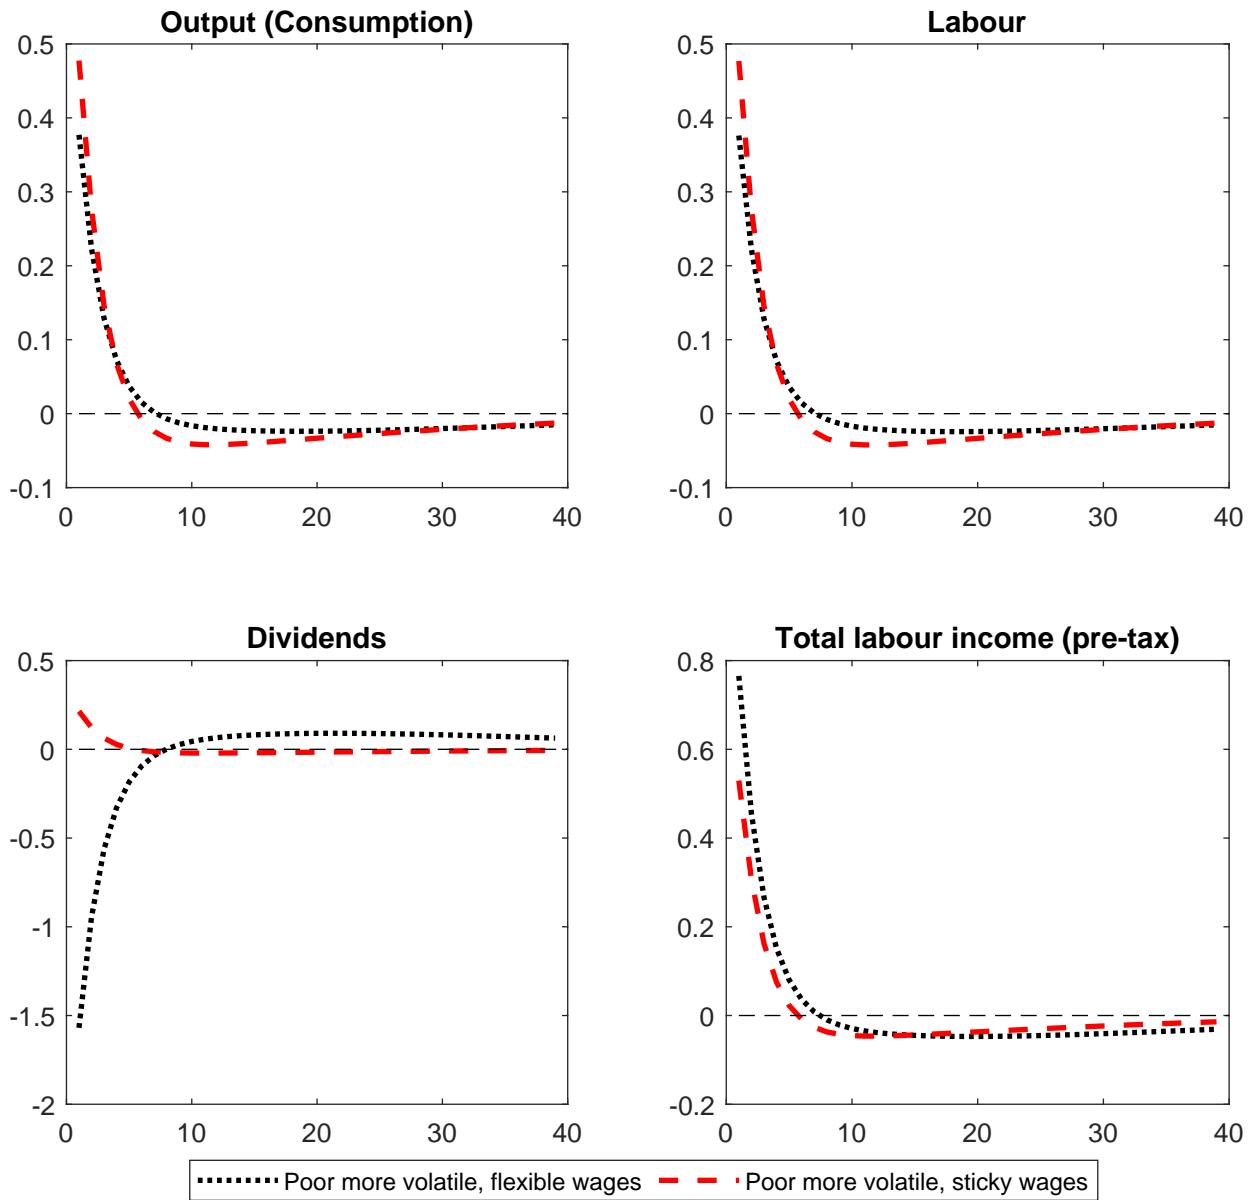 Output (Consumption)
0.5
0.4
0.3
0.2
0.1
0
-0.1
0 10 20 30 40
Labour
0.5
0.4
0.3
0.2
0.1
0
-0.1
0 10 20 30 40
Dividends
0.5
0
-0.5
-1
-1.5
-2
0 10 20 30 40
Total labour income (pre-tax)
0.8
0.6
0.4
0.2
0
-0.2
0 10 20 30 40
Poor more volatile, flexible wages Poor more volatile, sticky wages